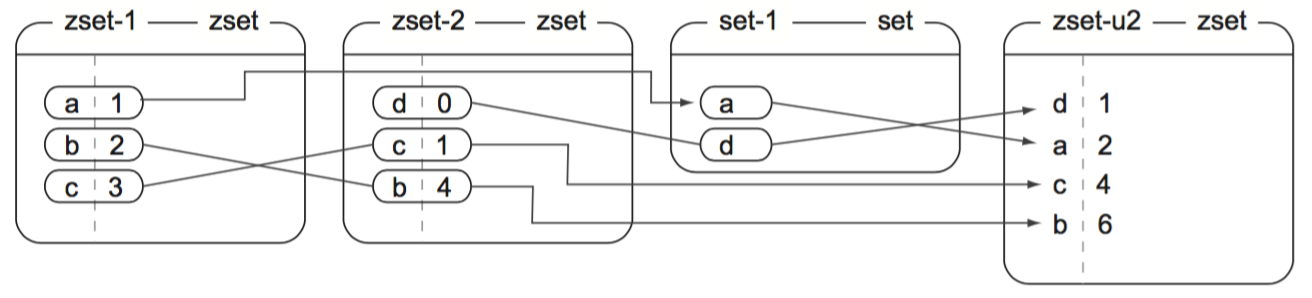 zset-1 zset
zset-2 zset
set-1 set
zset-u2 zset
a 1
b 2
c 3
d 0
c 1
b 4
a
d
d 1
a 2
c 4
b 6